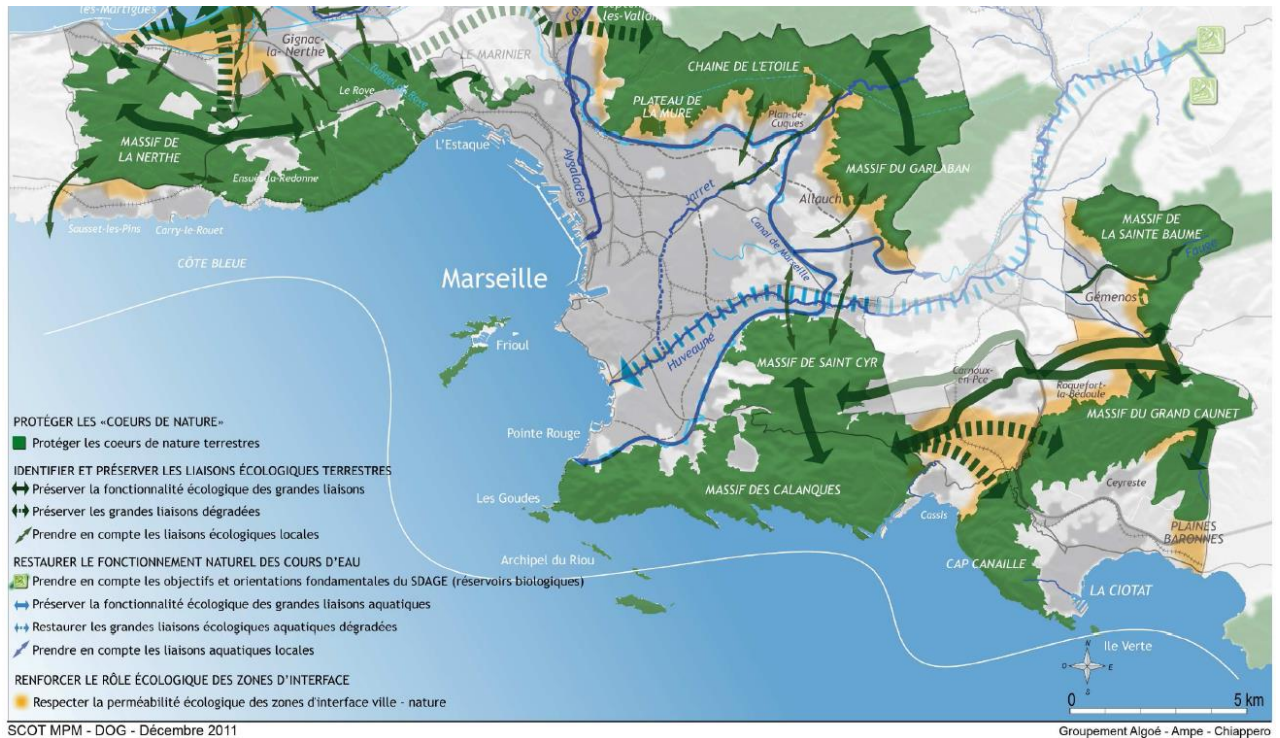 les-Martigues
les-Vallon
Gignac-
la-Nerthe
LE MARINIER
CHAINE DE L'ETOILE
Le Rove
PLATEAU DE
LA MURE
Plan-de-
Cuques
MASSIF DE
LA NERTHE
L'Estaque
MASSIF DU GARLABAN
Ensuès-la-Redonne
Aygalades
Jarret
Allauch
MASSIF DE
LA SAINTE BAUME
Sausset-les-Pins
Carry-le-Rouet
Canal de Marseille
Fauge
CÔTE BLEUE
Marseille
Gémenos
Frioul
Huveaune
MASSIF DE SAINT CYR
Carnoux-
en-Pce
Roquefort-
la-Bédoule
MASSIF DU GRAND CAUNET
Pointe Rouge
MASSIF DES CALANQUES
Les Goudes
Ceyreste
Cassis
PLAINES
BARONNES
Archipel du Riou
CAP CANAILLE
LA CIOTAT
Ile Verte
PROTÉGER LES «COEURS DE NATURE»
Protéger les coeurs de nature terrestres
IDENTIFIER ET PRÉSERVER LES LIAISONS ÉCOLOGIQUES TERRESTRES
Préserver la fonctionnalité écologique des grandes liaisons
Préserver les grandes liaisons dégradées
Prendre en compte les liaisons écologiques locales
RESTAURER LE FONCTIONNEMENT NATUREL DES COURS D'EAU
Prendre en compte les objectifs et orientations fondamentales du SDAGE (réservoirs biologiques)
Préserver la fonctionnalité écologique des grandes liaisons aquatiques
Restaurer les grandes liaisons écologiques aquatiques dégradées
Prendre en compte les liaisons aquatiques locales
RENFORCER LE RÔLE ÉCOLOGIQUE DES ZONES D'INTERFACE
Respecter la perméabilité écologique des zones d'interface ville - nature
N
O
E
S
0 5 km
SCOT MPM - DOG - Décembre 2011
Groupement Algoé - Ampe - Chiappero